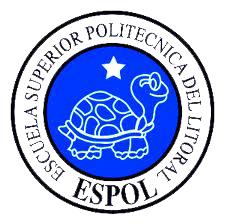 ESCUELA SUPERIOR POLITECNICA DEL LITORAL
ESPOL